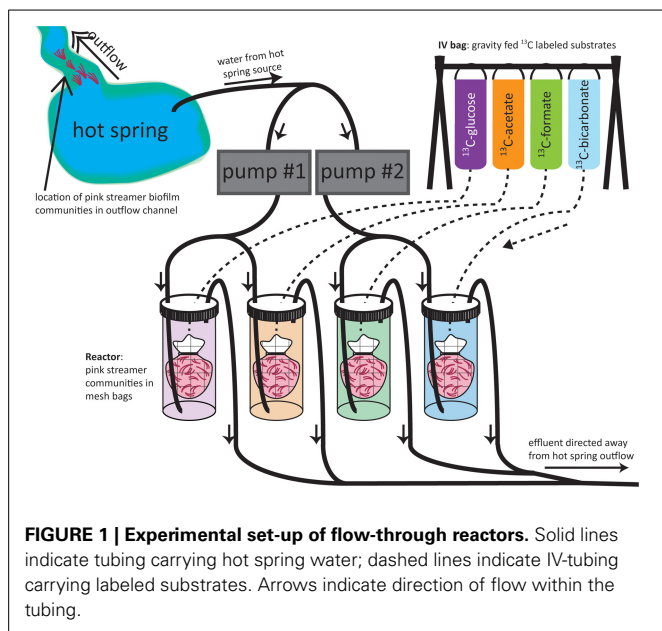 outflow
water from hot
spring source
IV bag: gravity fed ¹³C labeled substrates
hot spring
¹³C-glucose
¹³C-acetate
¹³C-formate
¹³C-bicarbonate
pump #1
pump #2
location of pink streamer biofilm
communities in outflow channel
Reactor:
pink streamer
communities in
mesh bags
effluent directed away
from hot spring outflow
FIGURE 1 | Experimental set-up of flow-through reactors. Solid lines
indicate tubing carrying hot spring water; dashed lines indicate IV-tubing
carrying labeled substrates. Arrows indicate direction of flow within the
tubing.